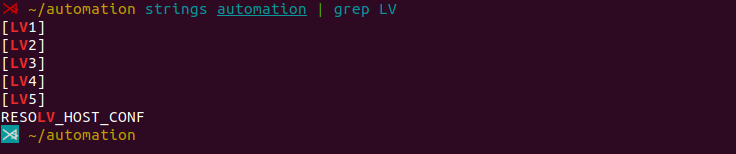 ~/automation strings automation | grep LV
[LV1]
[LV2]
[LV3]
[LV4]
[LV5]
RESOLV_HOST_CONF
~/automation